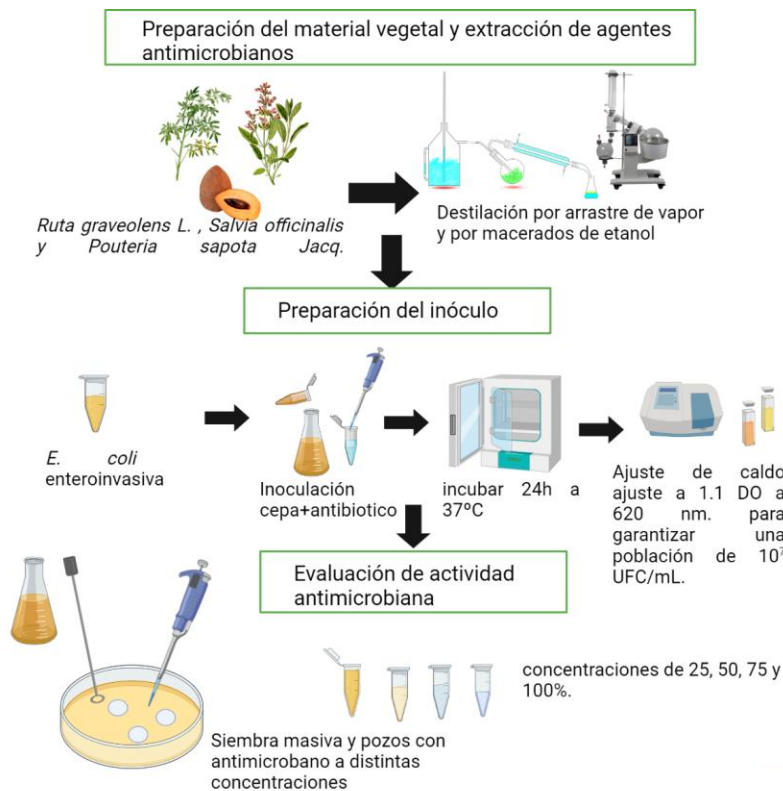 Preparación del material vegetal y extracción de agentes
antimicrobianos
Ruta graveolens L. , Salvia officinalis
y Pouteria sapota Jacq.
Destilación por arrastre de vapor
y por macerados de etanol
Preparación del inóculo
E. coli
enteroinvasiva
Inoculación
cepa+antibiotico
incubar 24h a
37ºC
Ajuste de caldo
ajuste a 1.1 DO a
620 nm. para
garantizar una
población de 10⁷
UFC/mL.
Evaluación de actividad
antimicrobiana
concentraciones de 25, 50, 75 y
100%.
Siembra masiva y pozos con
antimicrobano a distintas
concentraciones